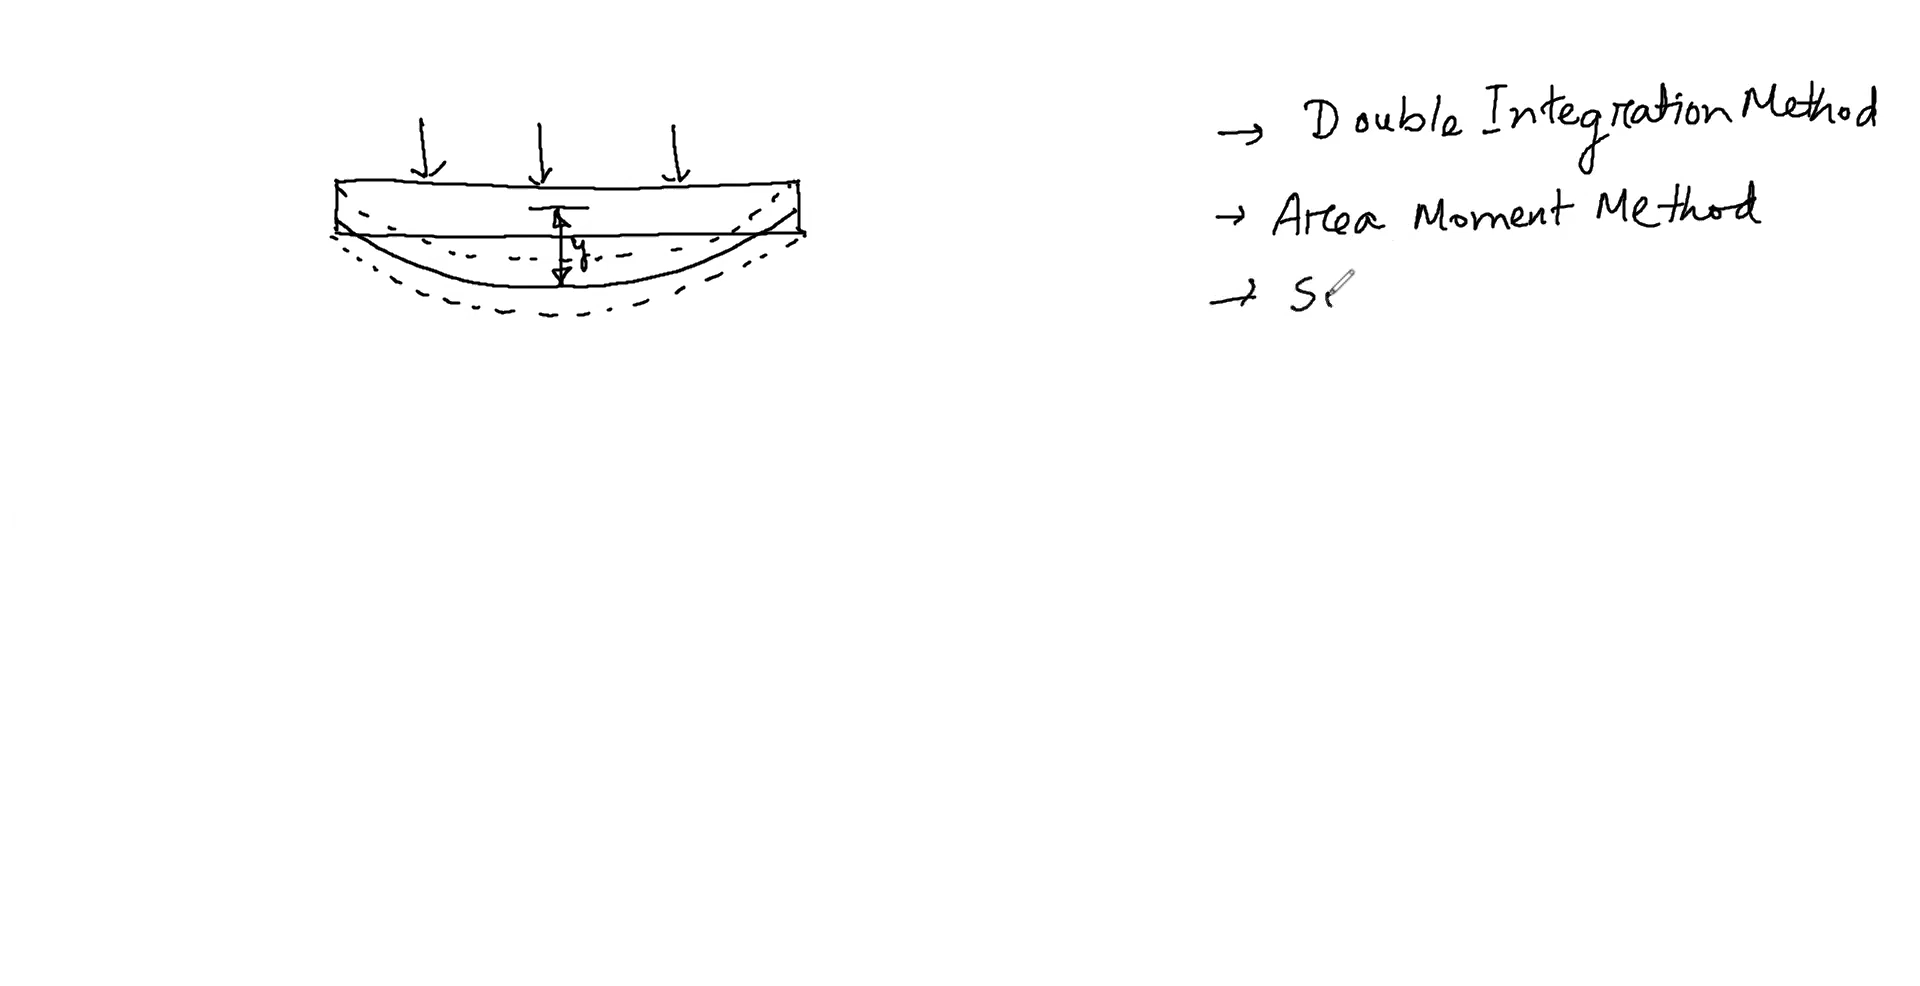 → Double Integration Method
→ Area Moment Method
y
→ S